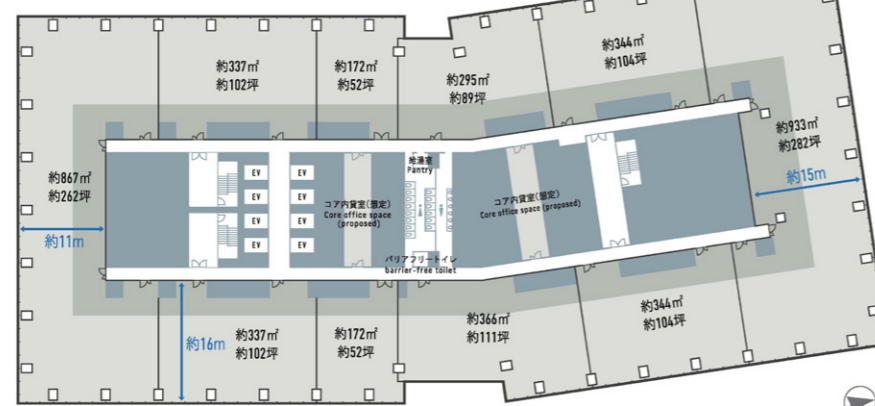 約344㎡
約104坪
約337㎡
約102坪
約172㎡
約52坪
約295㎡
約89坪
約933㎡
約282坪
約15m
約867㎡
約262坪
約11m
EV
EV
EV
EV
EV
EV
EV
EV
コア内貸室(想定)
Core office space
(proposed)
給湯室
Pantry
コア内貸室(想定)
Core office space (proposed)
バリアフリートイレ
barrier-free toilet
約16m
約337㎡
約102坪
約172㎡
約52坪
約366㎡
約111坪
約344㎡
約104坪